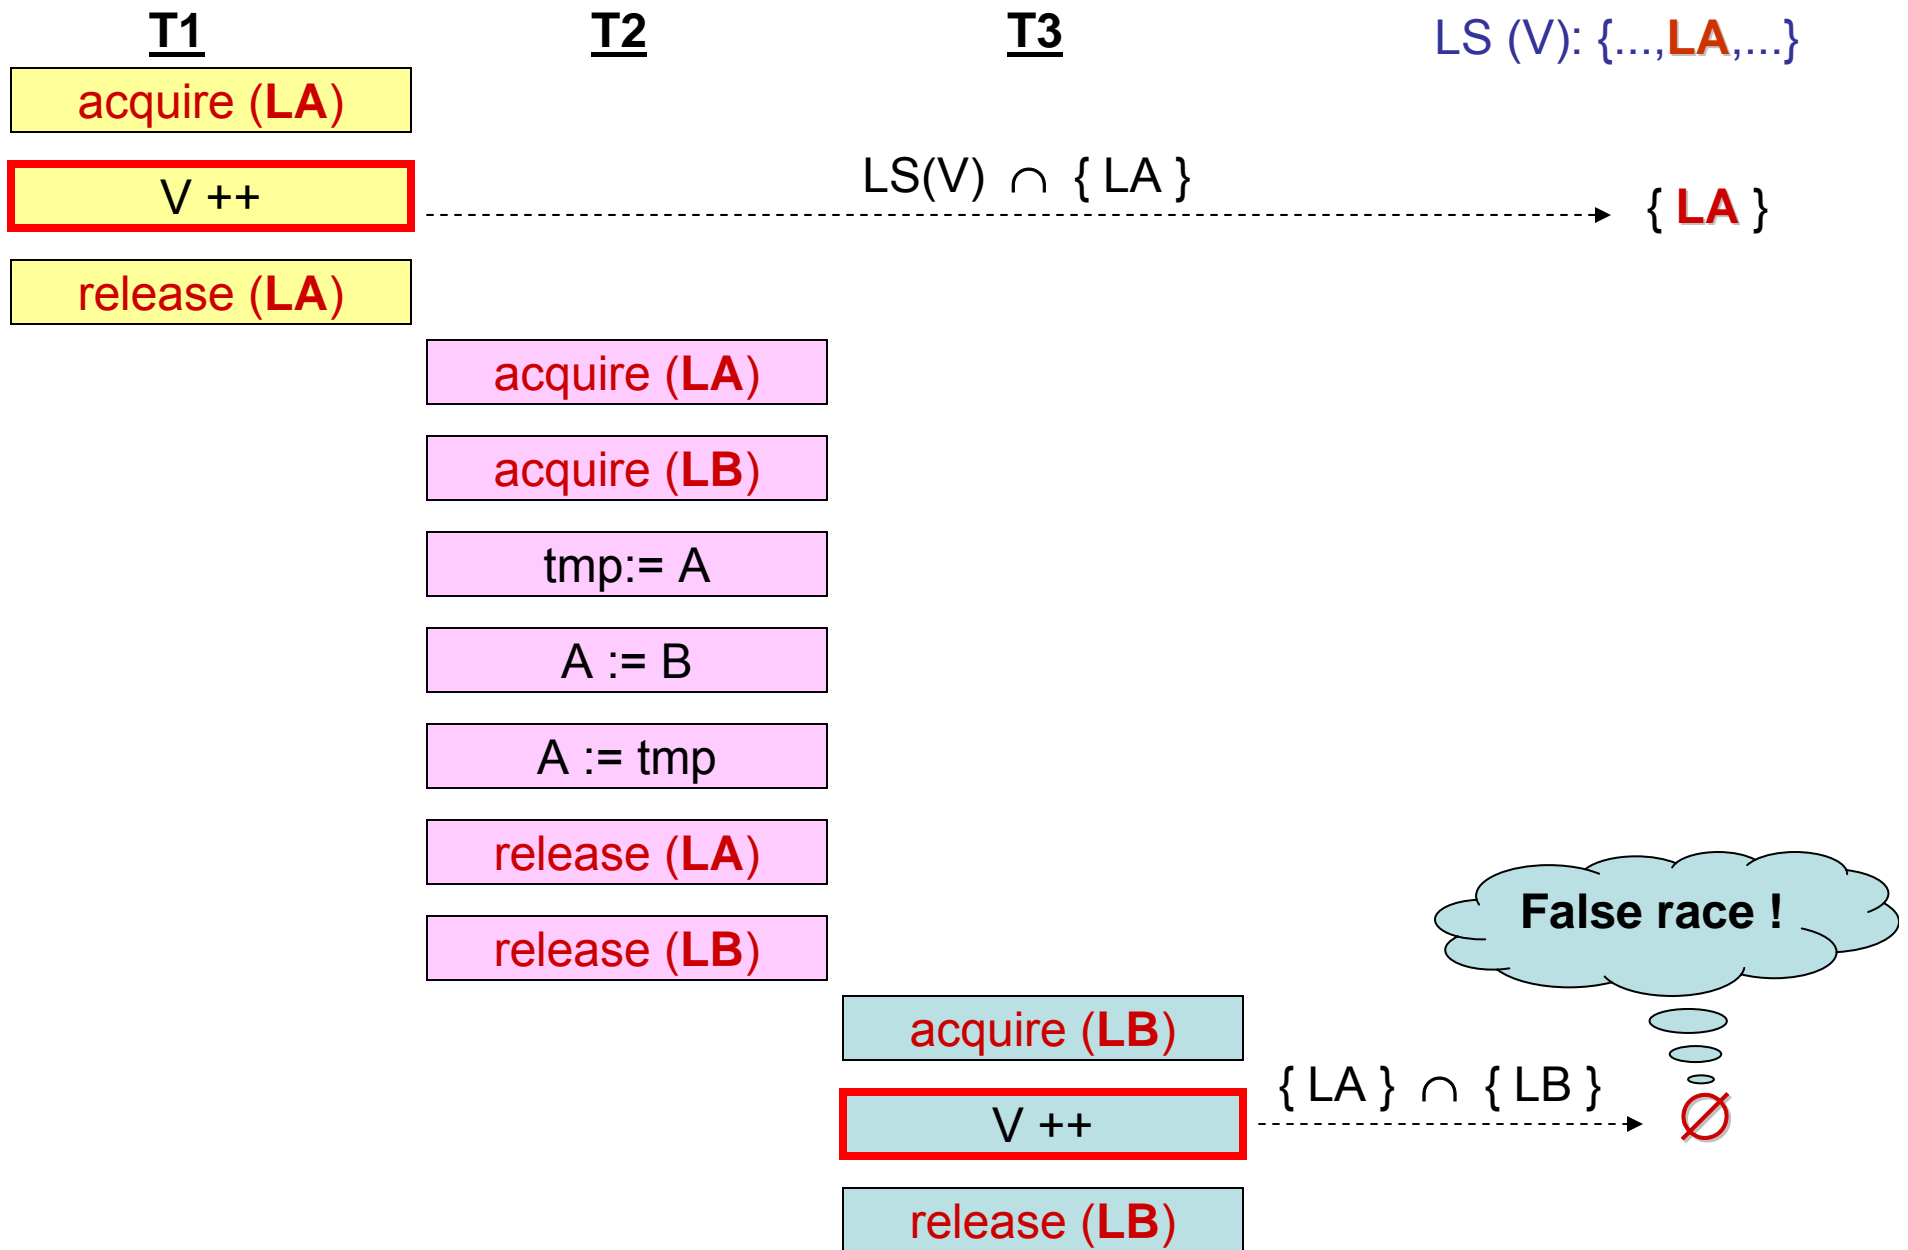 T1 T2 T3 LS (V): {...,LA,...}
acquire (LA)
LS(V) ∩ { LA }
V ++ { LA }
release (LA)
acquire (LA)
acquire (LB)
tmp:= A
A := B
A := tmp
release (LA)
False race !
release (LB)
acquire (LB)
{ LA } ∩ { LB }
V ++ ∅
release (LB)